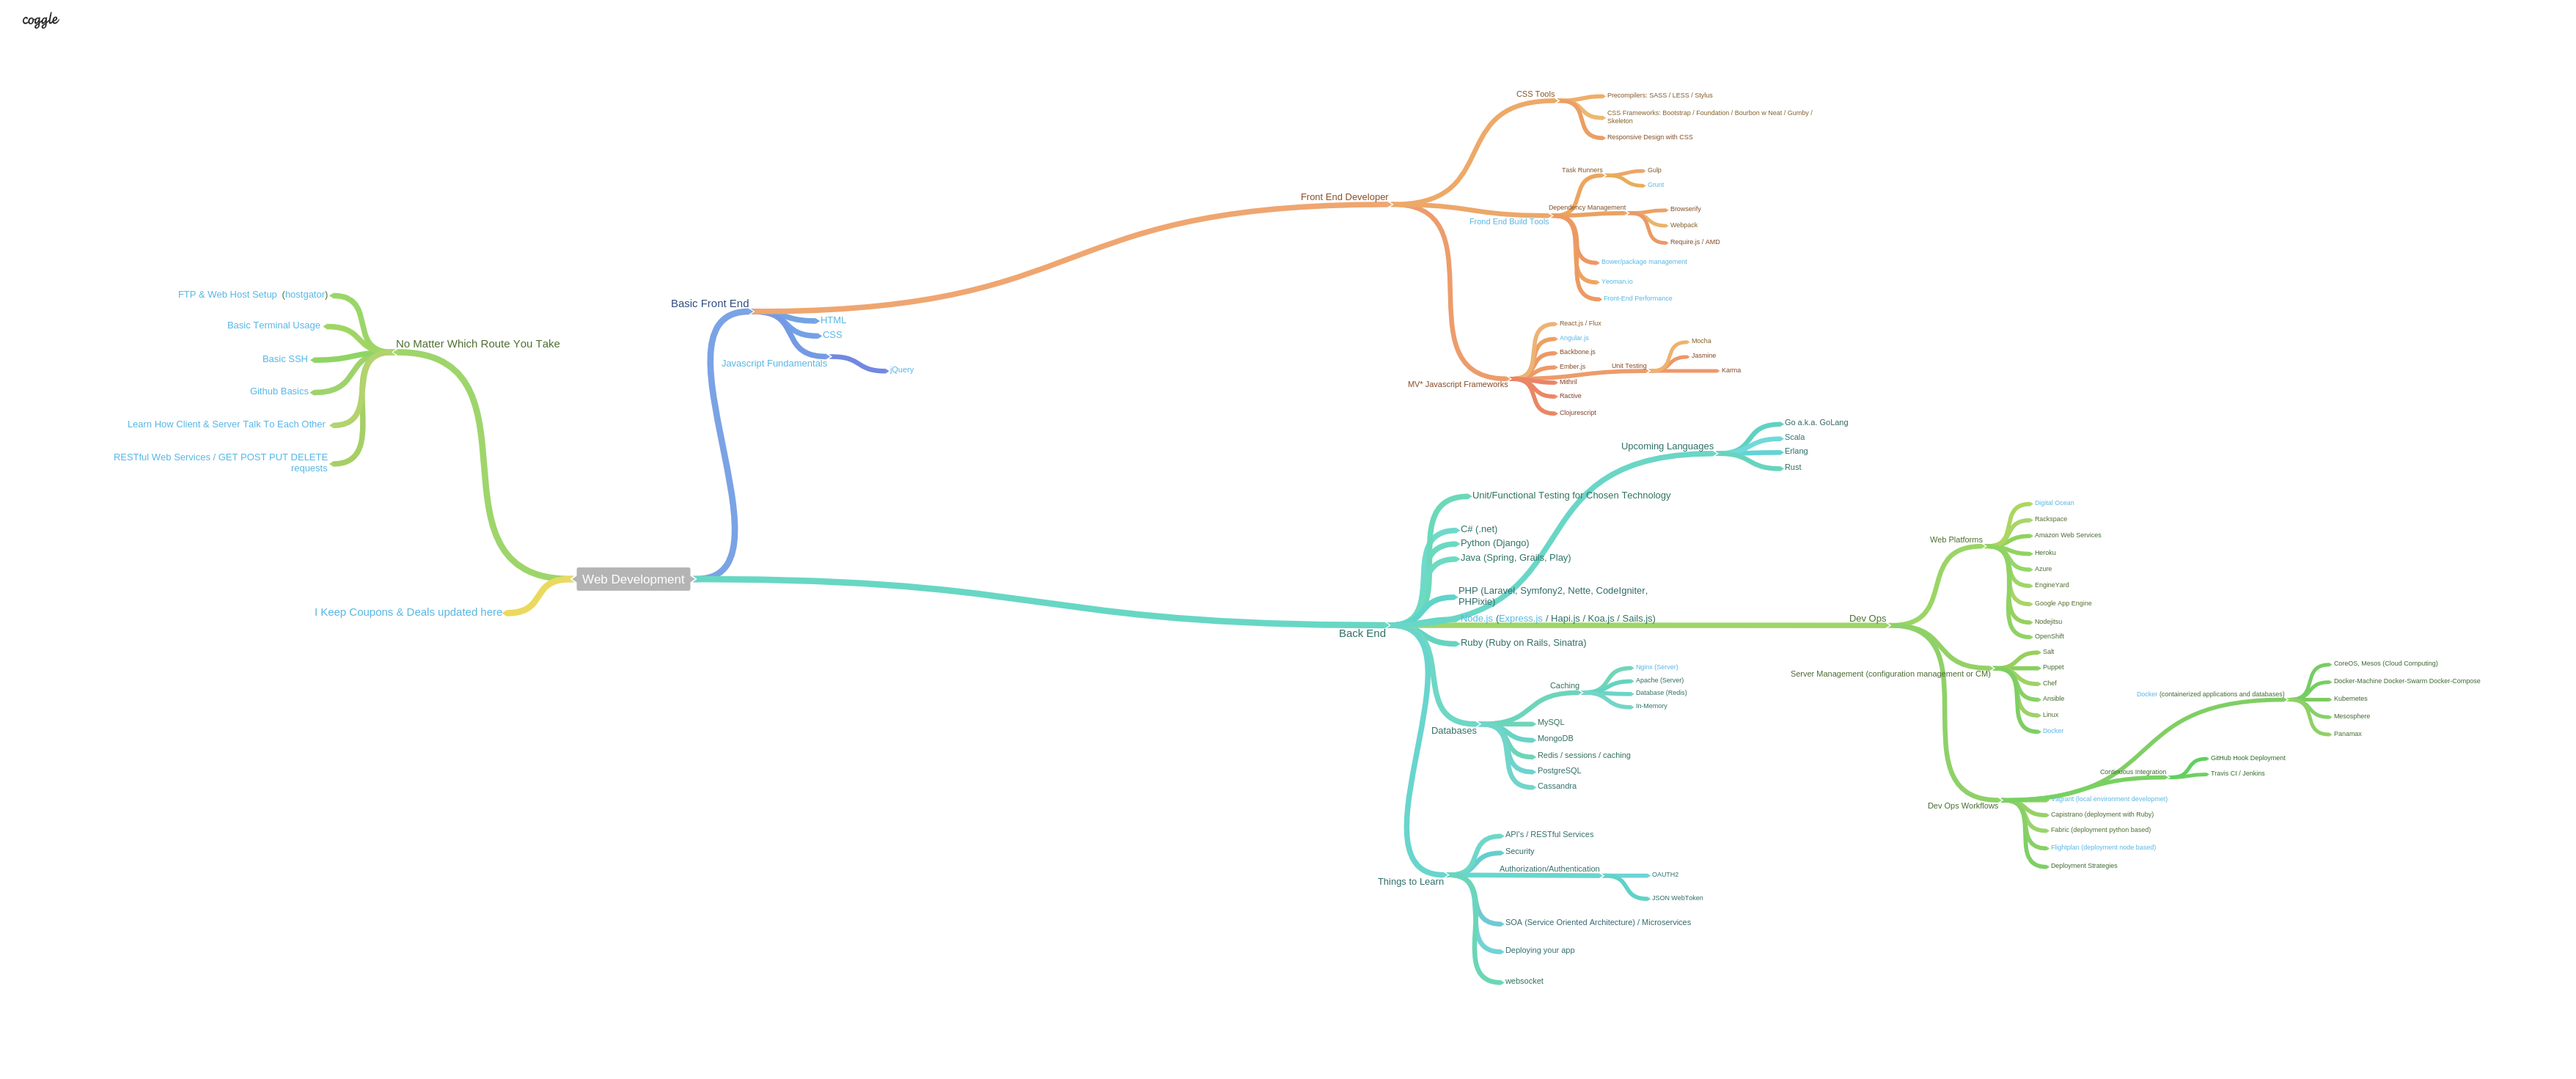 coggle
Web Development
No Matter Which Route You Take
FTP & Web Host Setup (hostgator)
Basic Terminal Usage
Basic SSH
Github Basics
Learn How Client & Server Talk To Each Other
RESTful Web Services / GET POST PUT DELETE
requests
I Keep Coupons & Deals updated here
Basic Front End
HTML
CSS
Javascript Fundamentals
jQuery
Front End Developer
CSS Tools
Precompilers: SASS / LESS / Stylus
CSS Frameworks: Bootstrap / Foundation / Bourbon w Neat / Gumby /
Skeleton
Responsive Design with CSS
Frond End Build Tools
Task Runners
Gulp
Grunt
Dependency Management
Browserify
Webpack
Require.js / AMD
Bower/package management
Yeoman.io
Front-End Performance
MV* Javascript Frameworks
React.js / Flux
Angular.js
Backbone.js
Ember.js
Mithril
Ractive
Clojurescript
Unit Testing
Mocha
Jasmine
Karma
Back End
Upcoming Languages
Go a.k.a. GoLang
Scala
Erlang
Rust
Unit/Functional Testing for Chosen Technology
C# (.net)
Python (Django)
Java (Spring, Grails, Play)
PHP (Laravel, Symfony2, Nette, CodeIgniter,
PHPixie)
Node.js (Express.js / Hapi.js / Koa.js / Sails.js)
Ruby (Ruby on Rails, Sinatra)
Databases
Caching
Nginx (Server)
Apache (Server)
Database (Redis)
In-Memory
MySQL
MongoDB
Redis / sessions / caching
PostgreSQL
Cassandra
Things to Learn
API's / RESTful Services
Security
Authorization/Authentication
OAUTH2
JSON WebToken
SOA (Service Oriented Architecture) / Microservices
Deploying your app
websocket
Dev Ops
Web Platforms
Digital Ocean
Rackspace
Amazon Web Services
Heroku
Azure
EngineYard
Google App Engine
Nodejitsu
OpenShift
Server Management (configuration management or CM)
Salt
Puppet
Chef
Ansible
Linux
Docker
Dev Ops Workflows
Docker (containerized applications and databases)
CoreOS, Mesos (Cloud Computing)
Docker-Machine Docker-Swarm Docker-Compose
Kubernetes
Mesosphere
Panamax
Continuous Integration
GitHub Hook Deployment
Travis CI / Jenkins
Vagrant (local environment developmet)
Capistrano (deployment with Ruby)
Fabric (deployment python based)
Flightplan (deployment node based)
Deployment Strategies